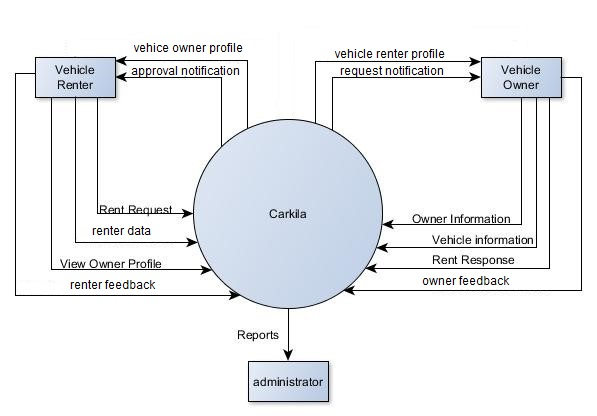 vehice owner profile
vehicle renter profile
Vehicle
Renter
approval notification
request notification
Vehicle
Owner
Rent Request
Carkila
Owner Information
renter data
Vehicle information
View Owner Profile
Rent Response
renter feedback
owner feedback
Reports
administrator